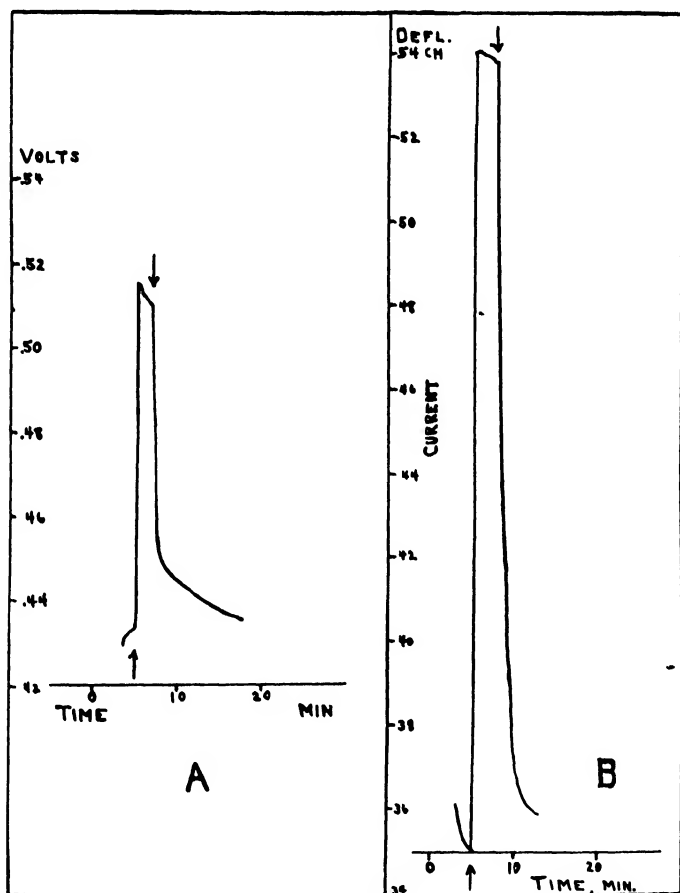 VOLTS
.54
.52
.50
.48
.46
.44
.42
0 10 20
TIME MIN
A
DEFL.
.54 CM
.52
.50
48
46
.44
.42
40
38
36
CURRENT
0 10 20
TIME, MIN.
B